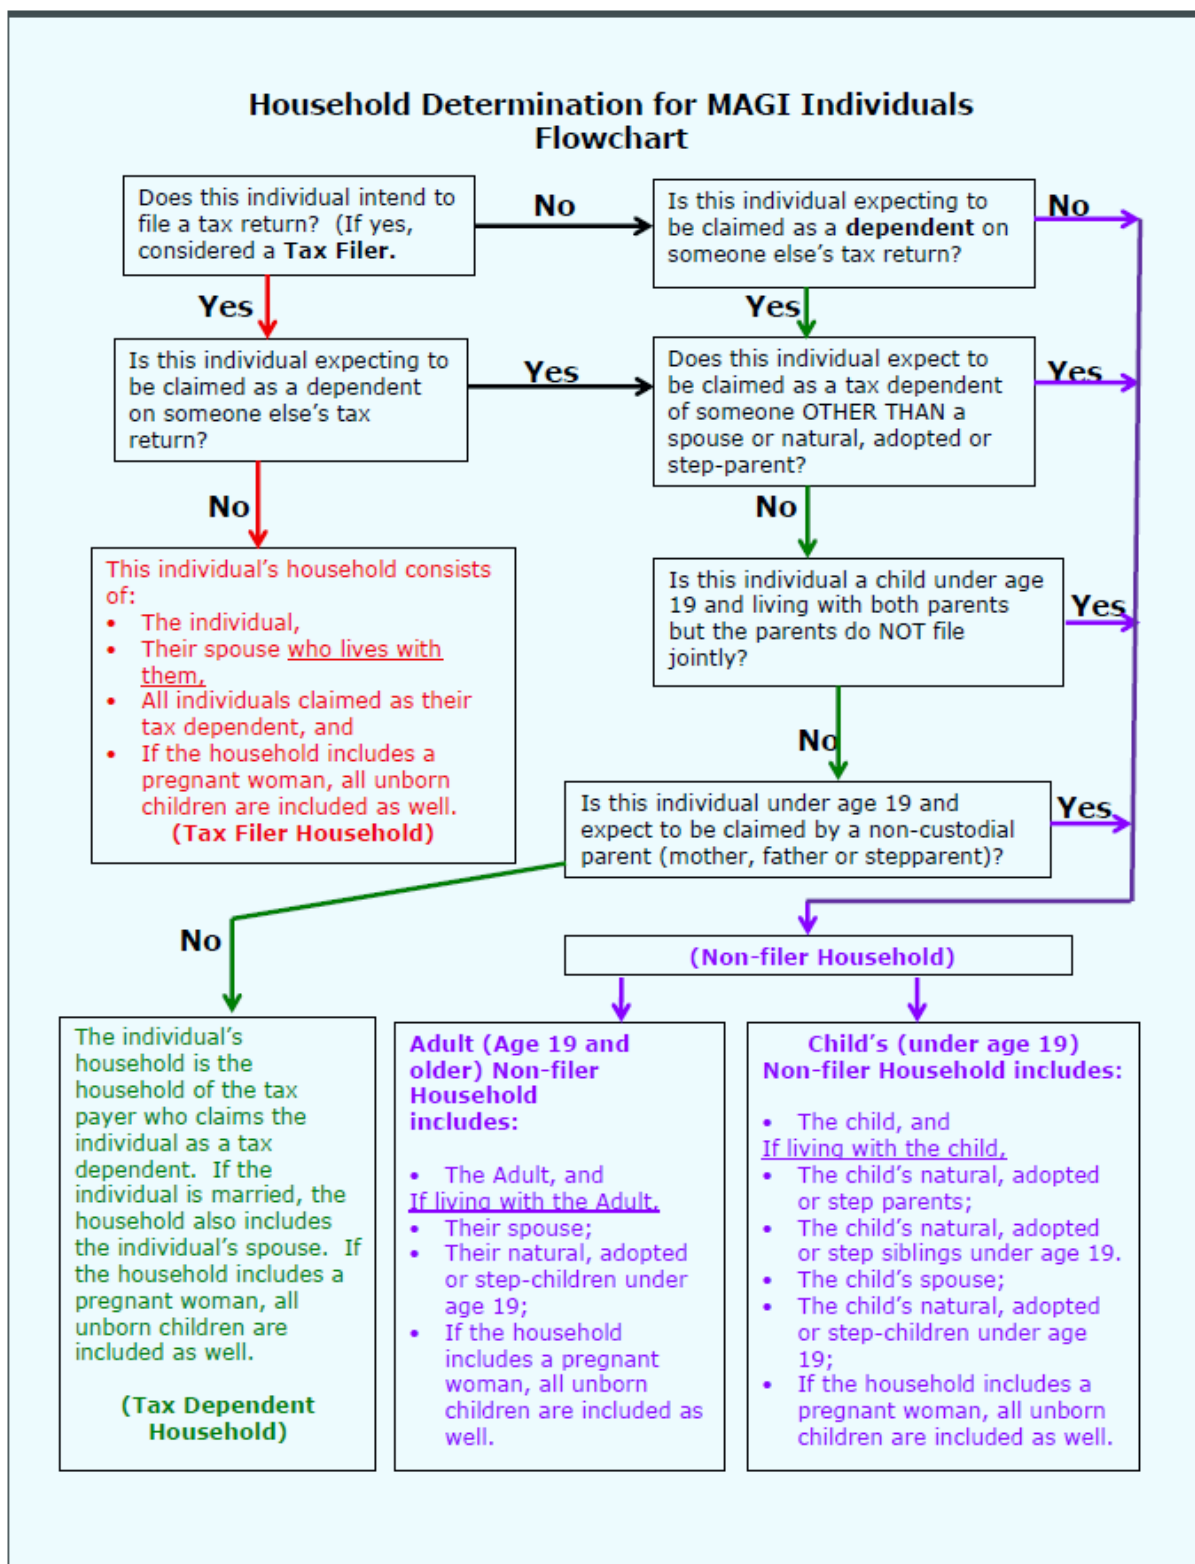 Household Determination for MAGI Individuals
Flowchart
Does this individual intend to
file a tax return? (If yes,
considered a Tax Filer.
No
Is this individual expecting to
be claimed as a dependent on
someone else's tax return?
No
Yes
Yes
Is this individual expecting to
be claimed as a dependent
on someone else's tax
return?
Yes
Does this individual expect to
be claimed as a tax dependent
of someone OTHER THAN a
spouse or natural, adopted or
step-parent?
Yes
No
No
This individual's household consists
of:
• The individual,
• Their spouse who lives with
them,
• All individuals claimed as their
tax dependent, and
• If the household includes a
pregnant woman, all unborn
children are included as well.
(Tax Filer Household)
Is this individual a child under age
19 and living with both parents
but the parents do NOT file
jointly?
Yes
No
Is this individual under age 19 and
expect to be claimed by a non-custodial
parent (mother, father or stepparent)?
Yes
No
(Non-filer Household)
The individual's
household is the
household of the tax
payer who claims the
individual as a tax
dependent. If the
individual is married, the
household also includes
the individual's spouse. If
the household includes a
pregnant woman, all
unborn children are
included as well.
(Tax Dependent
Household)
Adult (Age 19 and
older) Non-filer
Household
includes:
• The Adult, and
If living with the Adult,
• Their spouse;
• Their natural, adopted
or step-children under
age 19;
• If the household
includes a pregnant
woman, all unborn
children are included as
well.
Child's (under age 19)
Non-filer Household includes:
• The child, and
If living with the child,
• The child's natural, adopted
or step parents;
• The child's natural, adopted
or step siblings under age 19.
• The child's spouse;
• The child's natural, adopted
or step-children under age
19;
• If the household includes a
pregnant woman, all unborn
children are included as well.